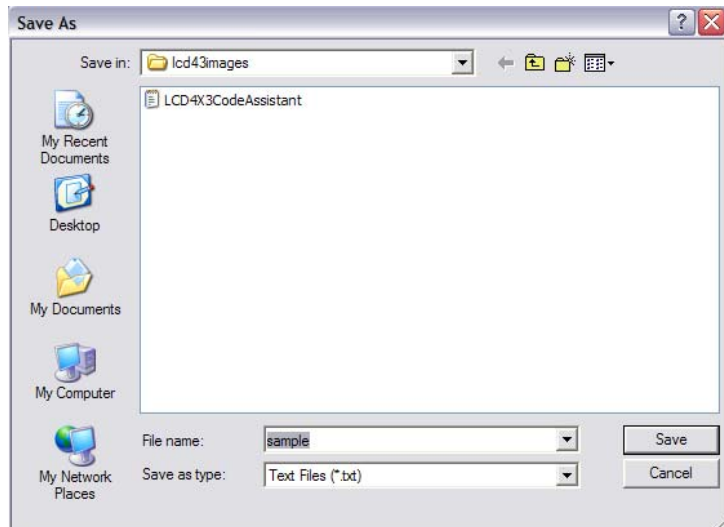 Save As
Save in:
lcd43images
LCD4X3CodeAssistant
My Recent
Documents
Desktop
My Documents
My Computer
My Network
Places
File name:
sample
Save
Save as type:
Text Files (*.txt)
Cancel